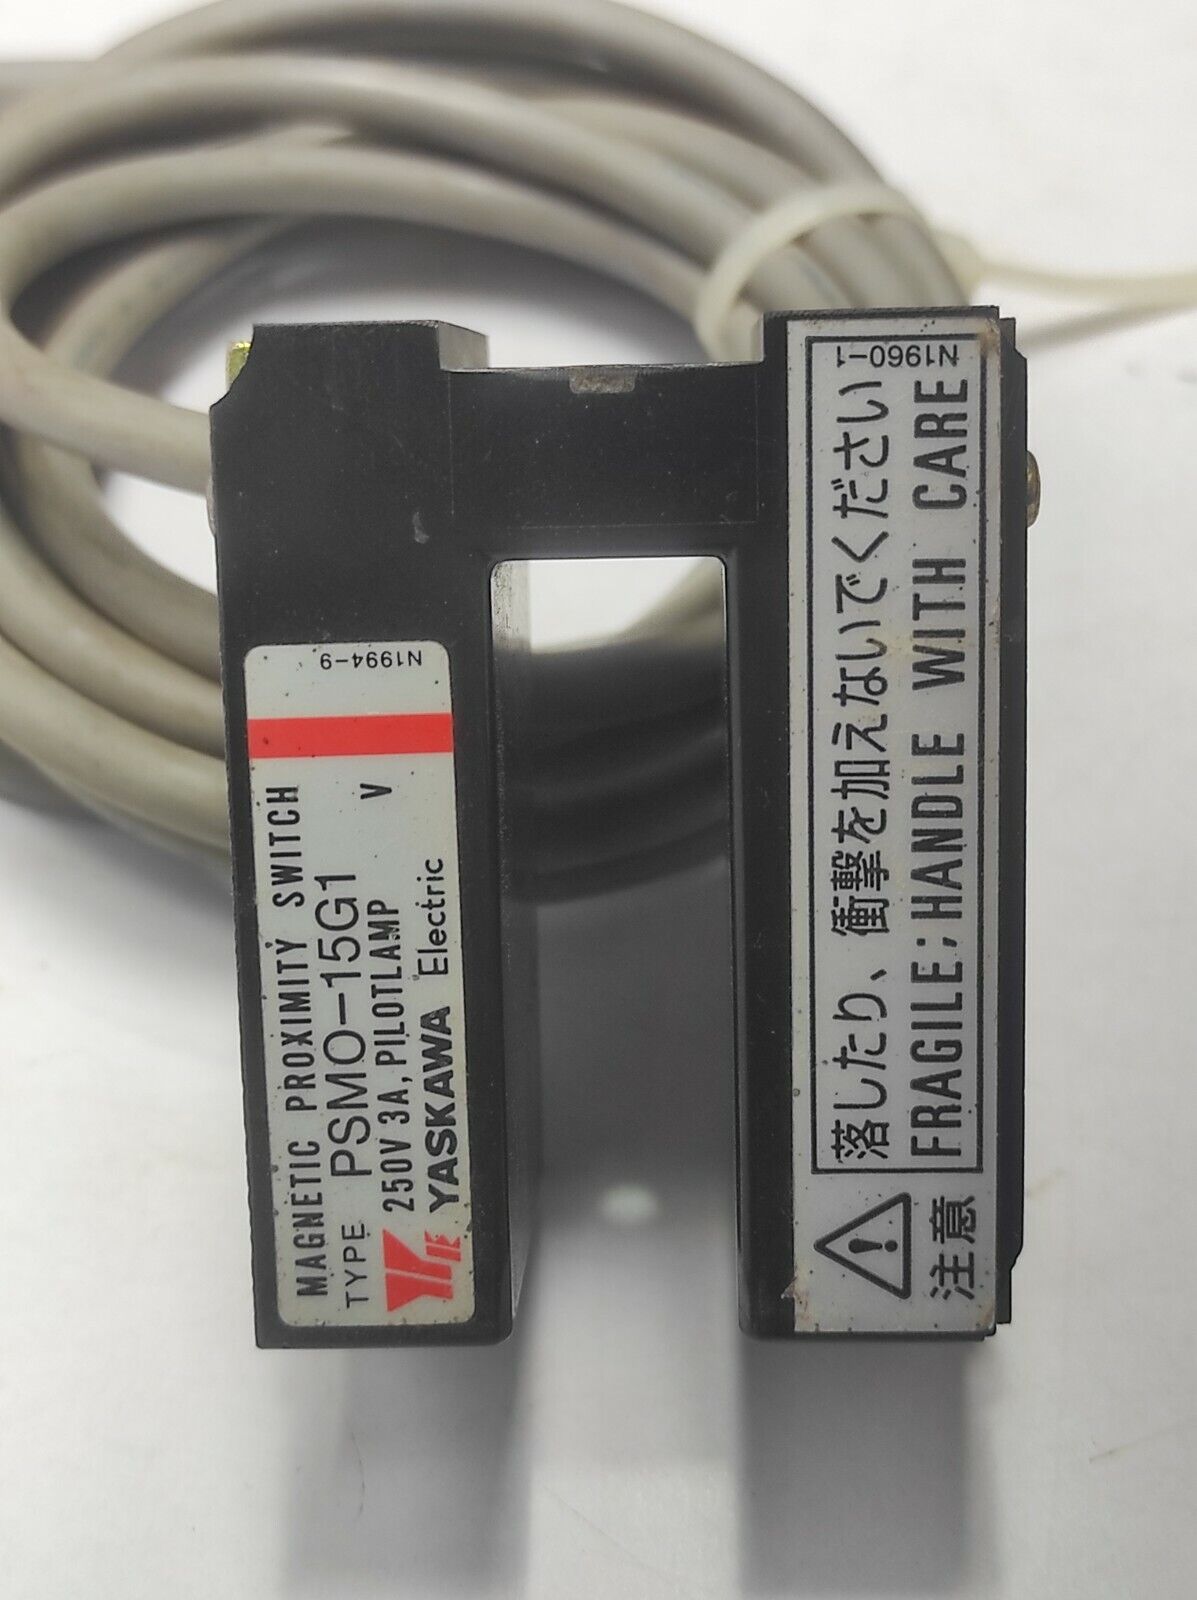 N1994-9
MAGNETIC PROXIMITY SWITCH
TYPE PSMO-15G1
250V 3A, PILOTLAMP V
YASKAWA Electric
N1960-1
注意
落したり、衝撃を加えないでください
FRAGILE; HANDLE WITH CARE